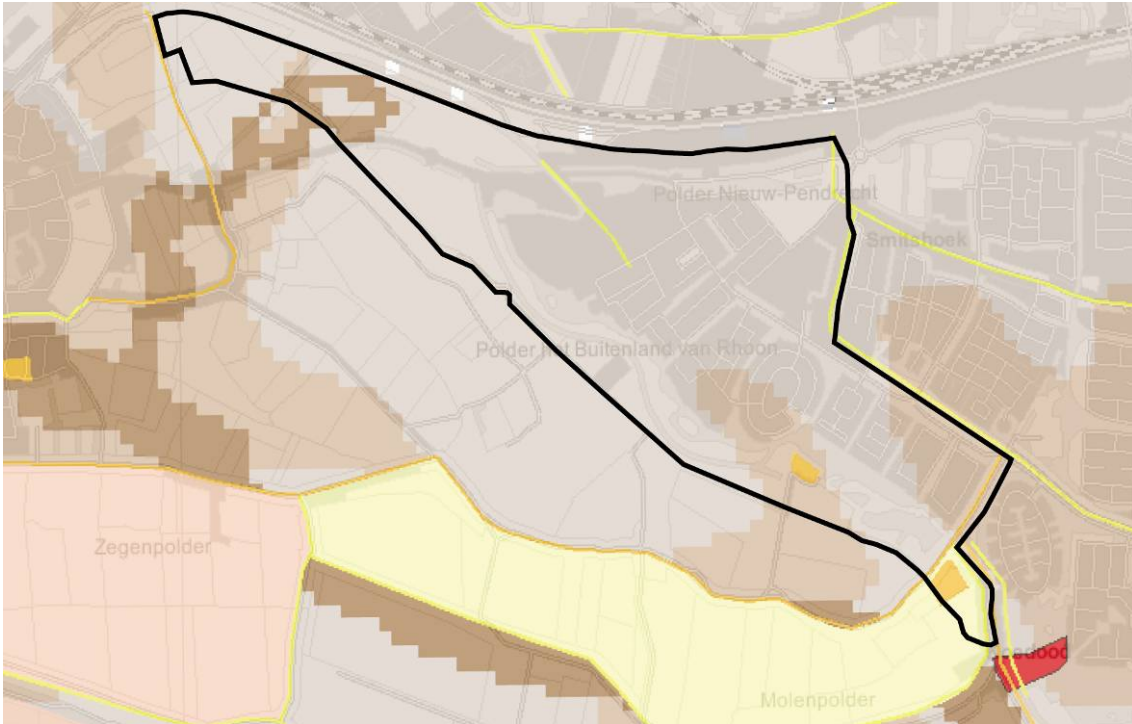 Polder Nieuw-Pendrecht
Smitshoek
Polder het Buitenland van Rhoon
Zegenpolder
Molenpolder